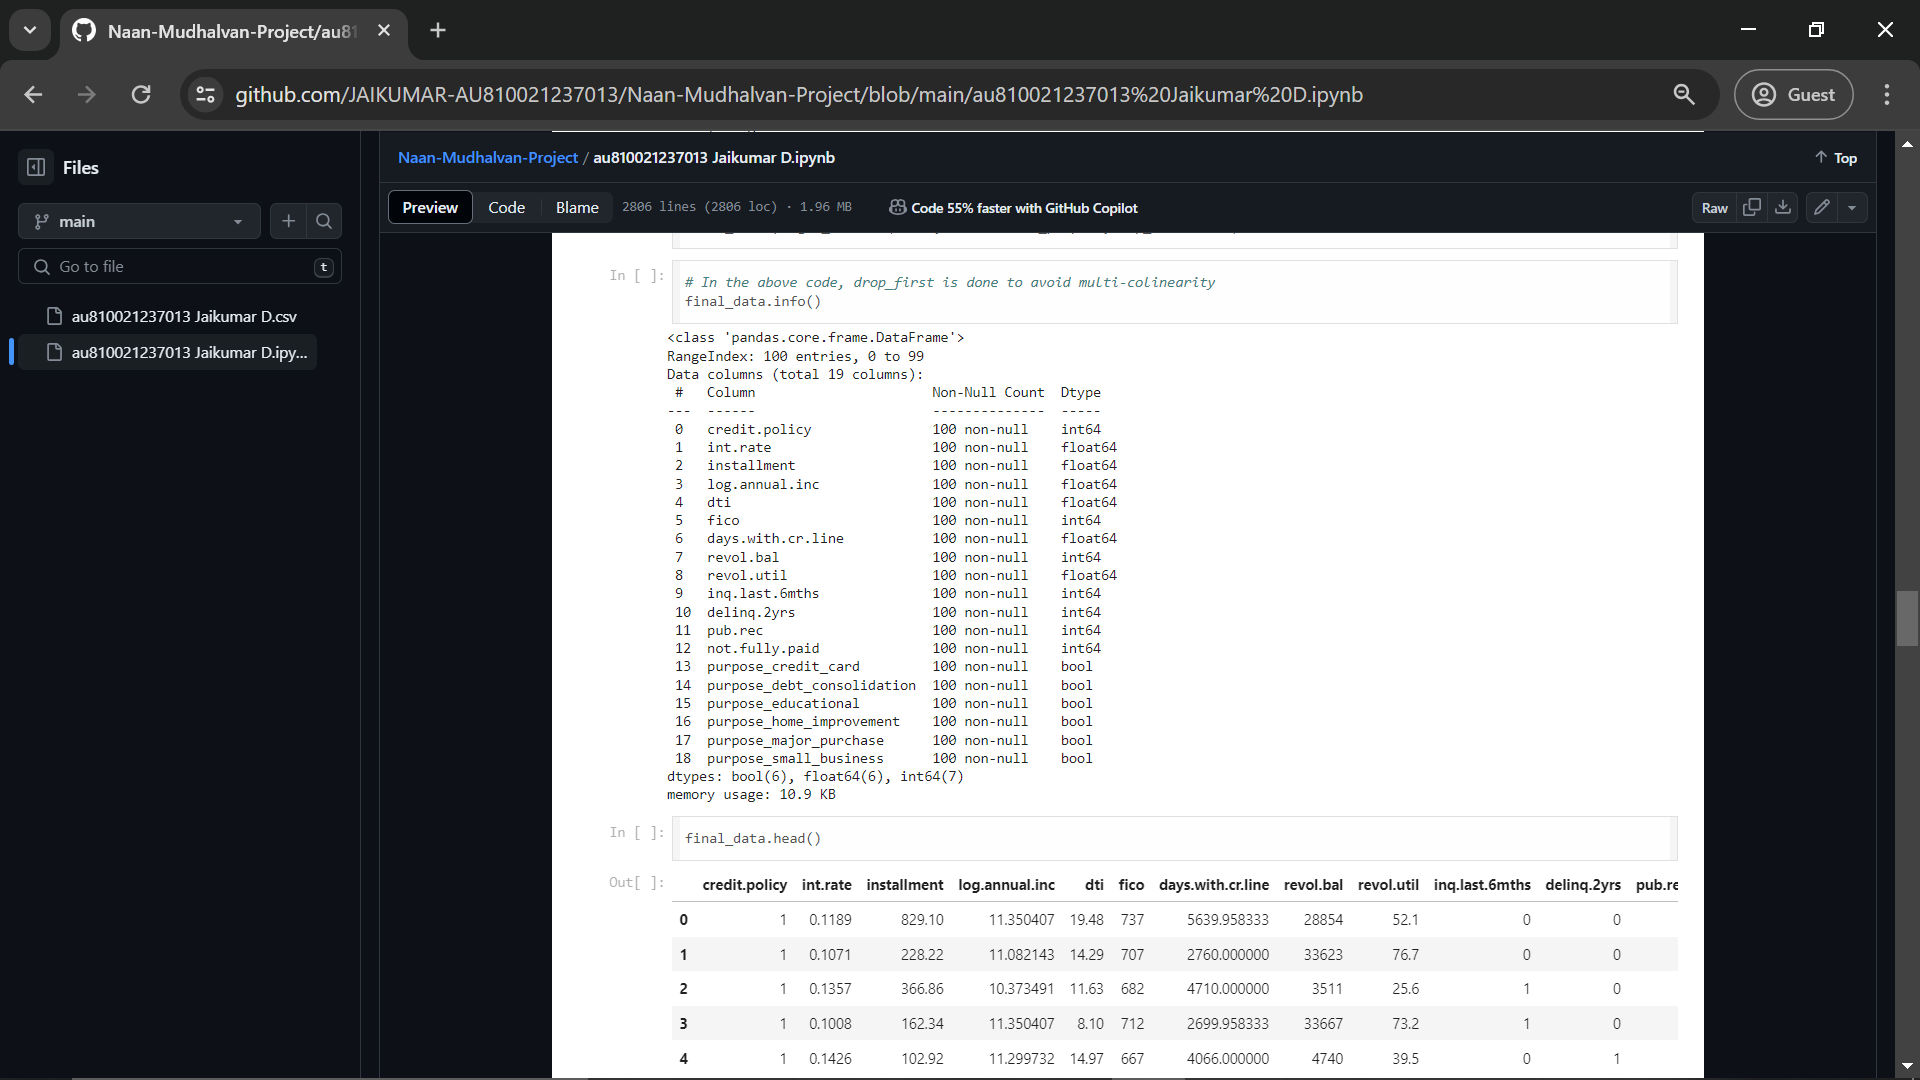 Naan-Mudhalvan-Project/au81
github.com/JAIKUMAR-AU810021237013/Naan-Mudhalvan-Project/blob/main/au810021237013%20Jaikumar%20D.ipynb
Guest
Files
main
Go to file
t
au810021237013 Jaikumar D.csv
au810021237013 Jaikumar D.ipy...
Naan-Mudhalvan-Project / au810021237013 Jaikumar D.ipynb
Top
Preview Code Blame 2806 lines (2806 loc) · 1.96 MB Code 55% faster with GitHub Copilot Raw
In [ ]: # In the above code, drop_first is done to avoid multi-colinearity
final_data.info()
<class 'pandas.core.frame.DataFrame'>
RangeIndex: 100 entries, 0 to 99
Data columns (total 19 columns):
# Column Non-Null Count Dtype
--- ------ -------------- -----
0 credit.policy 100 non-null int64
1 int.rate 100 non-null float64
2 installment 100 non-null float64
3 log.annual.inc 100 non-null float64
4 dti 100 non-null float64
5 fico 100 non-null int64
6 days.with.cr.line 100 non-null float64
7 revol.bal 100 non-null int64
8 revol.util 100 non-null float64
9 inq.last.6mths 100 non-null int64
10 delinq.2yrs 100 non-null int64
11 pub.rec 100 non-null int64
12 not.fully.paid 100 non-null int64
13 purpose_credit_card 100 non-null bool
14 purpose_debt_consolidation 100 non-null bool
15 purpose_educational 100 non-null bool
16 purpose_home_improvement 100 non-null bool
17 purpose_major_purchase 100 non-null bool
18 purpose_small_business 100 non-null bool
dtypes: bool(6), float64(6), int64(7)
memory usage: 10.9 KB
In [ ]: final_data.head()
Out[ ]: credit.policy int.rate installment log.annual.inc dti fico days.with.cr.line revol.bal revol.util inq.last.6mths delinq.2yrs pub.re
0 1 0.1189 829.10 11.350407 19.48 737 5639.958333 28854 52.1 0 0
1 1 0.1071 228.22 11.082143 14.29 707 2760.000000 33623 76.7 0 0
2 1 0.1357 366.86 10.373491 11.63 682 4710.000000 3511 25.6 1 0
3 1 0.1008 162.34 11.350407 8.10 712 2699.958333 33667 73.2 1 0
4 1 0.1426 102.92 11.299732 14.97 667 4066.000000 4740 39.5 0 1